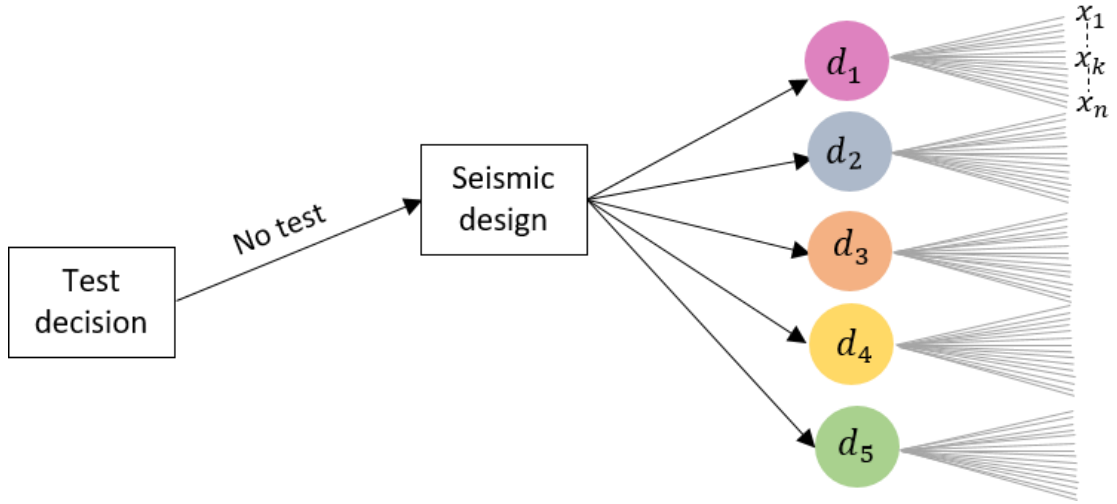 Test
decision
No test
Seismic
design
d₁
d₂
d₃
d₄
d₅
x₁
xₖ
xₙ